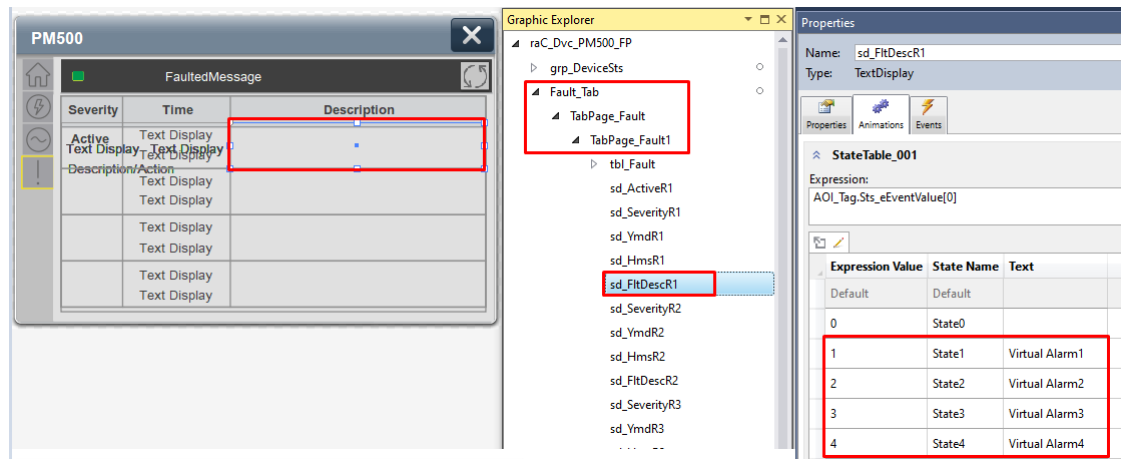 PM500
FaultedMessage
Severity Time Description
Active
Text Display
Text Display
Text Display
Text Display
Description/Action
Text Display
Text Display
Text Display
Text Display
Text Display
Text Display
Graphic Explorer
raC_Dvc_PM500_FP
grp_DeviceSts
Fault_Tab
TabPage_Fault
TabPage_Fault1
tbl_Fault
sd_ActiveR1
sd_SeverityR1
sd_YmdR1
sd_HmsR1
sd_FltDescR1
sd_SeverityR2
sd_YmdR2
sd_HmsR2
sd_FltDescR2
sd_SeverityR3
sd_YmdR3
Properties
Name: sd_FltDescR1
Type: TextDisplay
Properties Animations Events
StateTable_001
Expression:
AOI_Tag.Sts_eEventValue[0]
Expression Value State Name Text
Default Default
0 State0
1 State1 Virtual Alarm1
2 State2 Virtual Alarm2
3 State3 Virtual Alarm3
4 State4 Virtual Alarm4